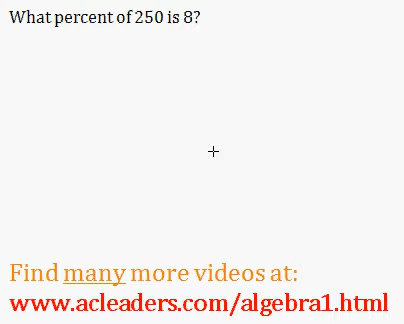 What percent of 250 is 8?
Find many more videos at:
www.acleaders.com/algebra1.html